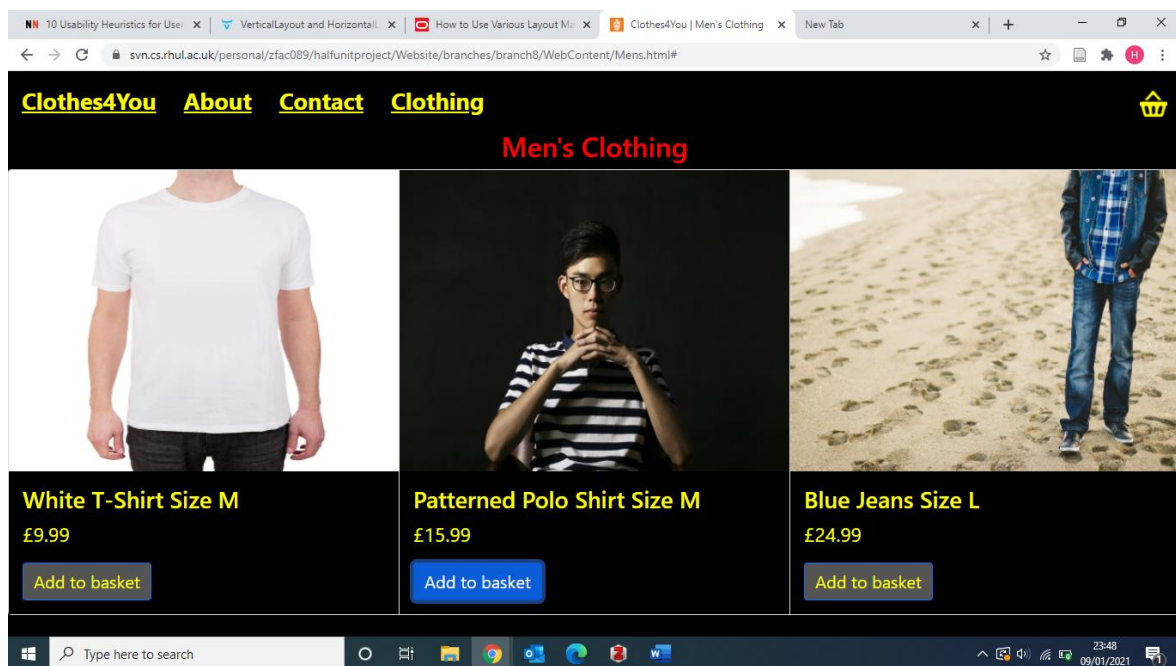 NN 10 Usability Heuristics for User
VerticalLayout and HorizontalL
How to Use Various Layout Ma
Clothes4You | Men's Clothing
New Tab
svn.cs.rhul.ac.uk/personal/zfac089/halfunitproject/Website/branches/branch8/WebContent/Mens.html#
H
Clothes4You About Contact Clothing
Men's Clothing
White T-Shirt Size M
£9.99
Add to basket
Patterned Polo Shirt Size M
£15.99
Add to basket
Blue Jeans Size L
£24.99
Add to basket
Type here to search
23:48
09/01/2021